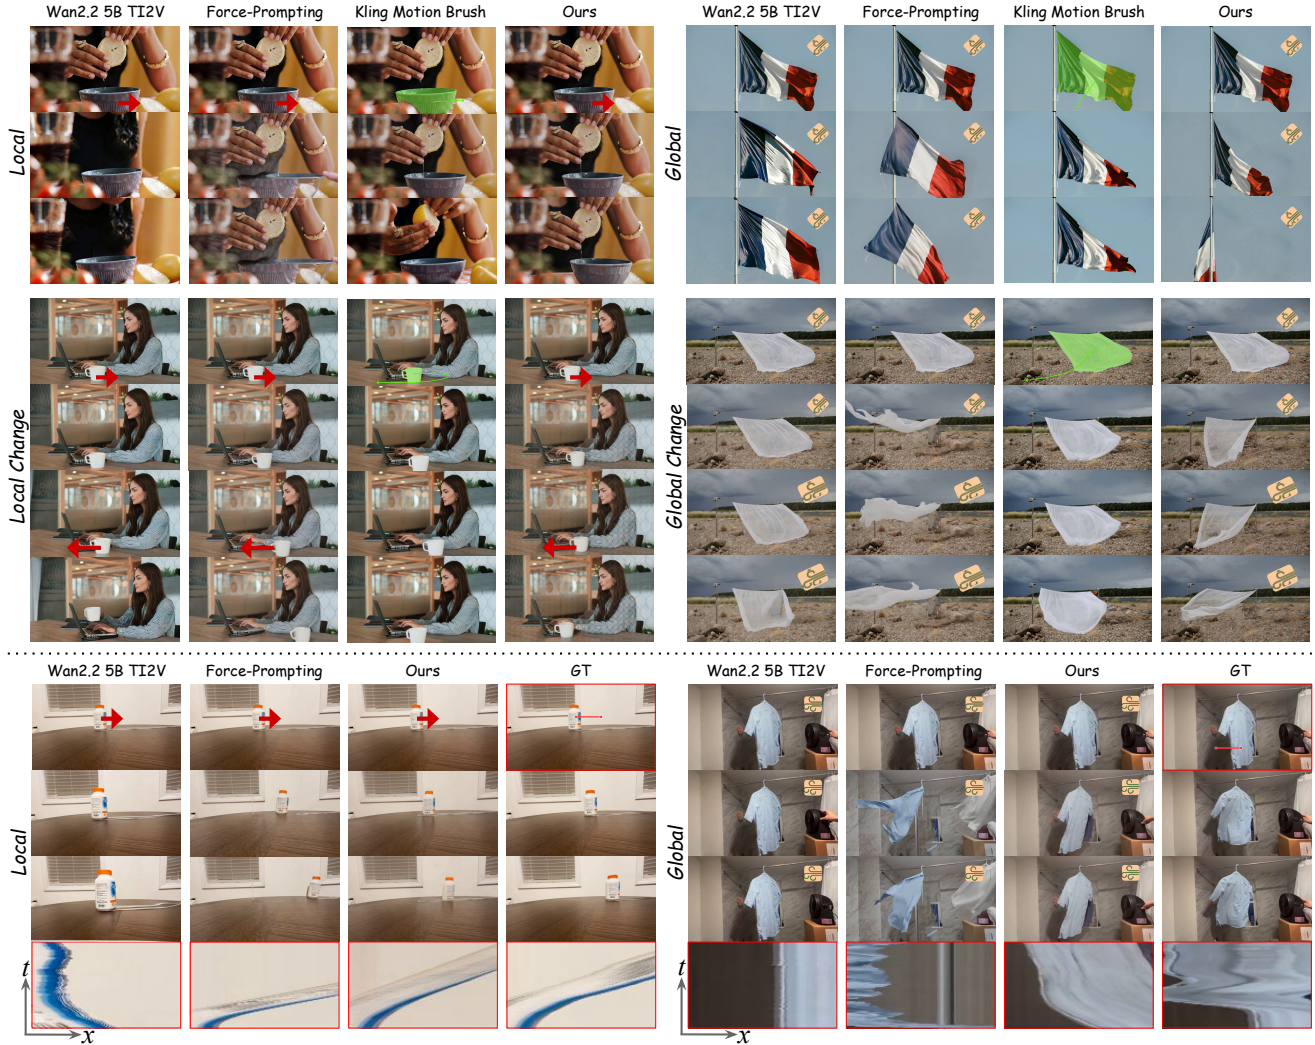 Wan2.2 5B TI2V Force-Prompting Kling Motion Brush Ours
Local
Local Change
Wan2.2 5B TI2V Force-Prompting Kling Motion Brush Ours
Global
Global Change
Wan2.2 5B TI2V Force-Prompting Ours GT
Local
t
x
Wan2.2 5B TI2V Force-Prompting Ours GT
Global
t
x